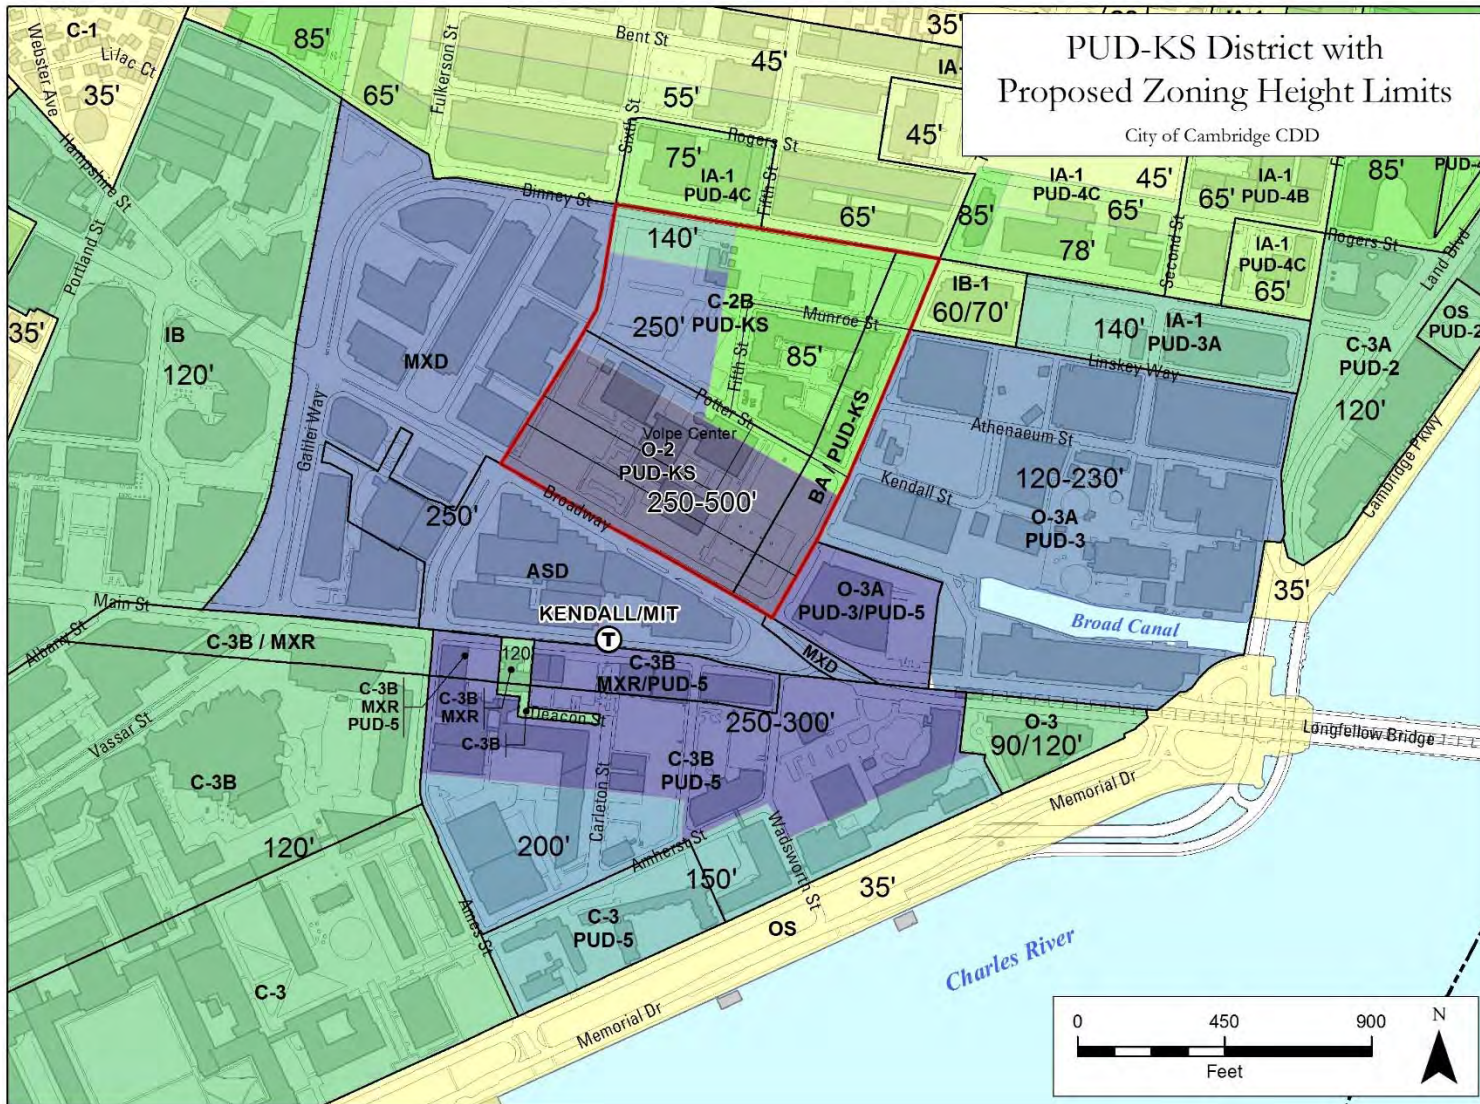 PUD-KS District with
Proposed Zoning Height Limits
City of Cambridge CDD
C-1
Lilac Ct
Webster Ave
35'
85'
Fulkerson St
Bent St
45'
35'
65'
55'
Sixth St
45'
Rogers St
75'
IA-1
PUD-4C
Fifth St
65'
Binney St
85'
IA-1
PUD-4C
45'
65'
78'
Second St
65'
IA-1
PUD-4B
85'
Rogers St
IA-1
PUD-4C
65'
Land Blvd
OS
PUD-2
Hampshire St
Portland St
35'
IB
120'
MXD
Galilei Way
140'
C-2B
PUD-KS
250'
Munroe St
85'
Fifth St
Potter St
Volpe Center
O-2
PUD-KS
250-500'
BA / PUD-KS
IB-1
60/70'
140'
IA-1
PUD-3A
Linskey Way
C-3A
PUD-2
120'
Cambridge Pkwy
Athenaeum St
Kendall St
120-230'
O-3A
PUD-3
250'
Broadway
ASD
Main St
Albany St
KENDALL/MIT
T
O-3A
PUD-3/PUD-5
MXD
Broad Canal
35'
C-3B / MXR
120'
C-3B
MXR
PUD-5
C-3B
MXR
C-3B
Deacon St
C-3B
MXR/PUD-5
250-300'
C-3B
PUD-5
O-3
90/120'
Longfellow Bridge
Vassar St
C-3B
120'
200'
Carleton St
Amherst St
Wadsworth St
150'
35'
Memorial Dr
Ames St
C-3
PUD-5
OS
C-3
Memorial Dr
Charles River
0 450 900
Feet
N